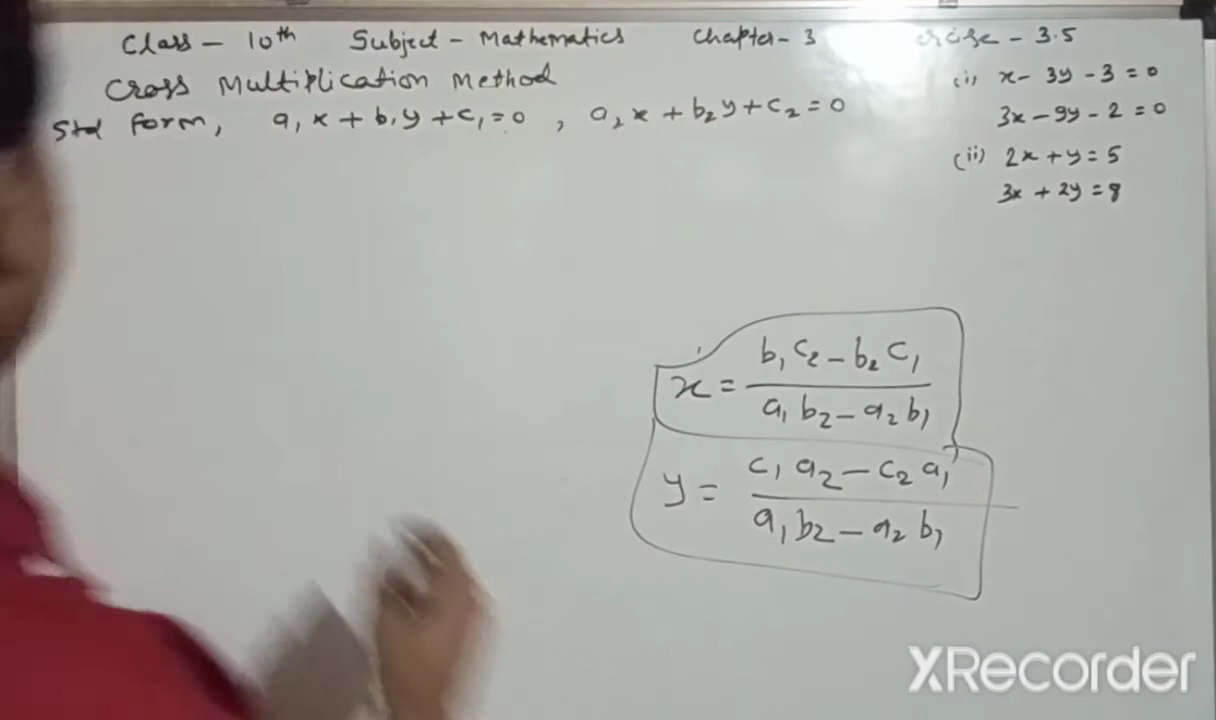 Class - 10th Subject - Mathematics Chapter - 3 - 3.5
Cross Multiplication Method
Std form, a₁x + b₁y + c₁ = 0 , a₂x + b₂y + c₂ = 0
(i) x - 3y - 3 = 0
3x - 9y - 2 = 0
(ii) 2x + y = 5
3x + 2y = 8
x = b₁c₂ - b₂c₁ / a₁b₂ - a₂b₁
y = c₁a₂ - c₂a₁ / a₁b₂ - a₂b₁
XRecorder